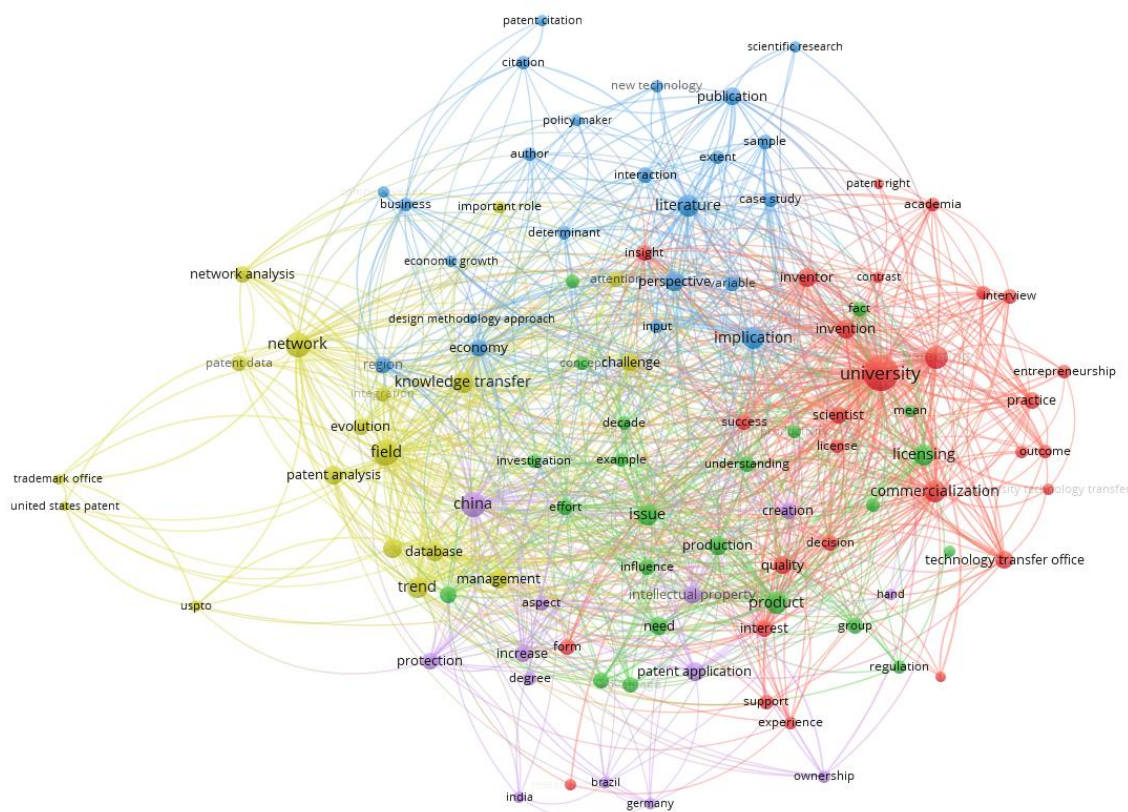 patent citation
scientific research
citation
new technology
publication
policy maker
sample
author
extent
interaction
patent right
case study
academia
business
important role
literature
determinant
insight
economic growth
network analysis
attention
perspective
variable
inventor
contrast
interview
fact
design methodology approach
input
invention
network
economy
implication
patent data
region
concept
challenge
university
entrepreneurship
knowledge transfer
integration
practice
mean
evolution
decade
success
scientist
license
field
investigation
example
understanding
licensing
outcome
patent analysis
trademark office
commercialization
united states patent
china
effort
issue
creation
database
production
decision
technology transfer office
trend
management
influence
quality
intellectual property
hand
uspto
aspect
product
need
interest
group
form
protection
increase
degree
patent application
regulation
support
experience
ownership
brazil
india
germany